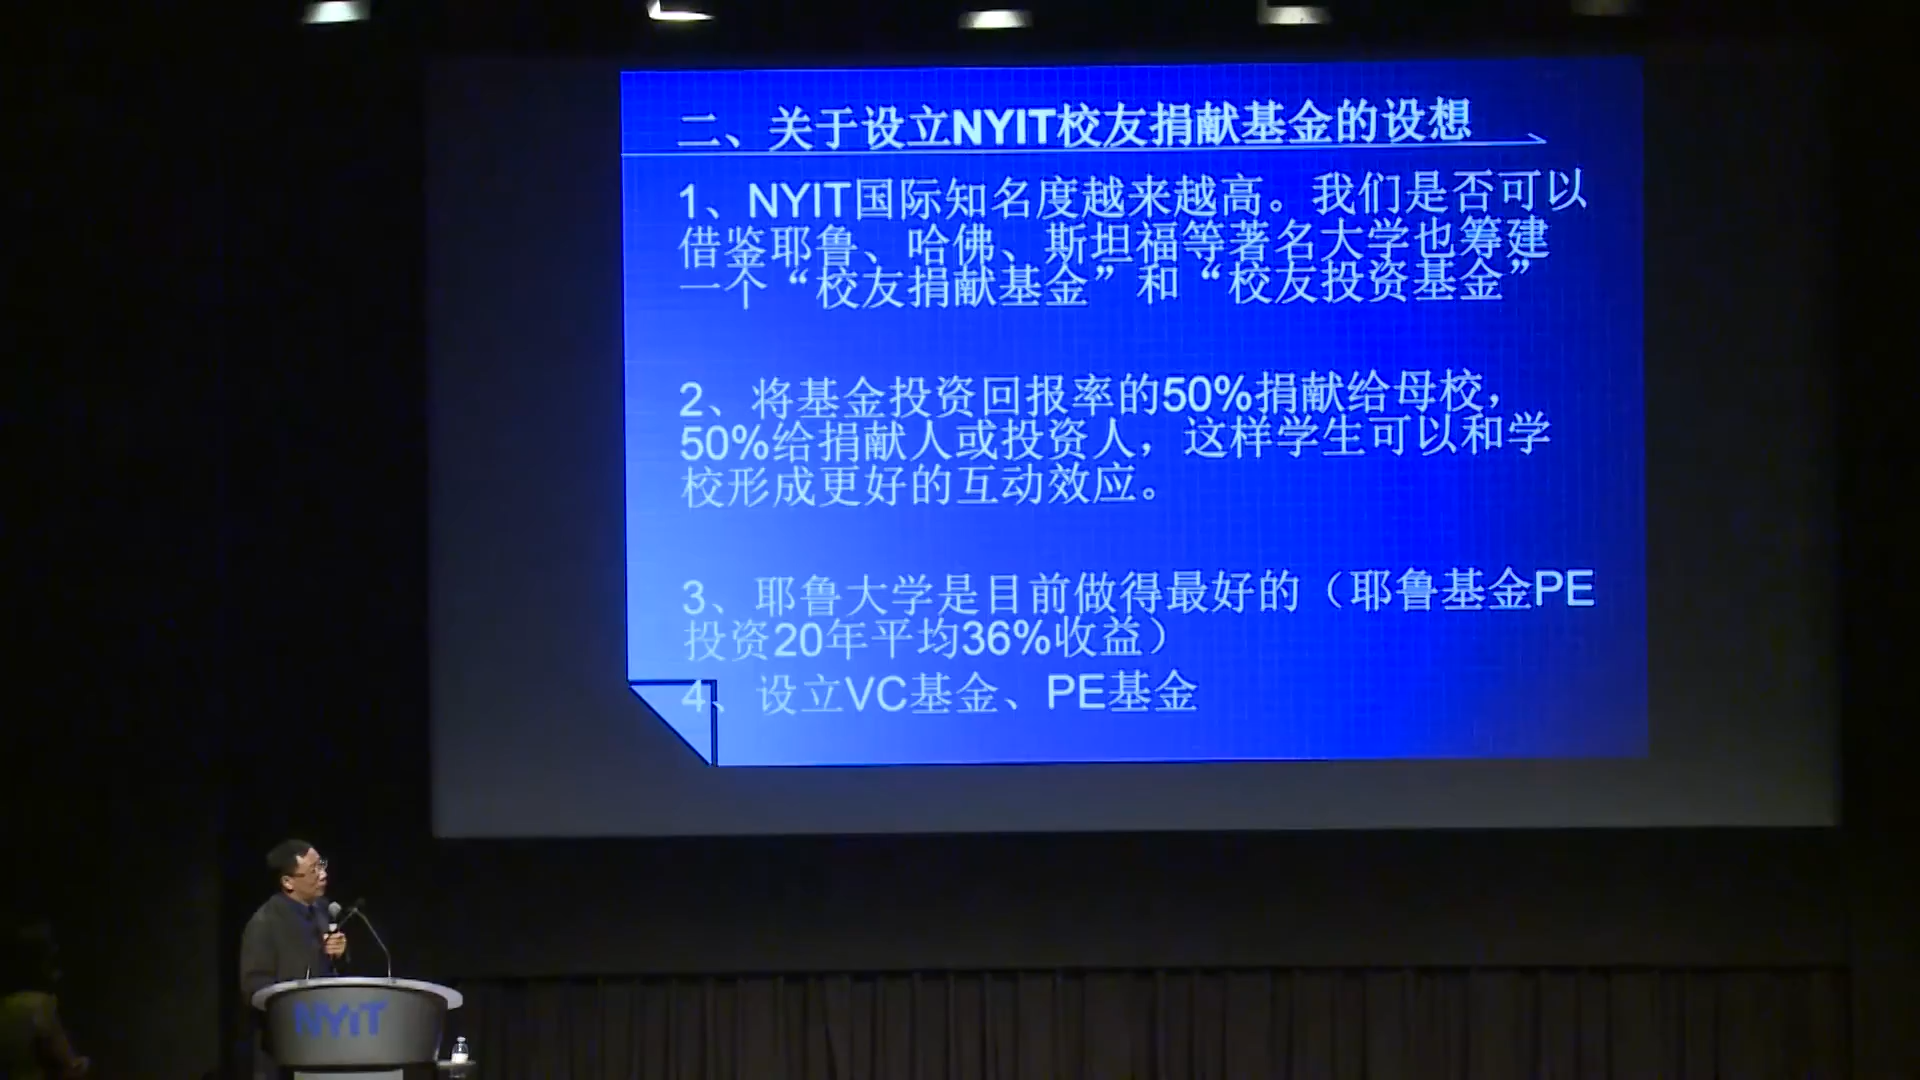 二、关于设立NYIT校友捐献基金的设想
1、NYIT国际知名度越来越高。我们是否可以
借鉴耶鲁、哈佛、斯坦福等著名大学也筹建
一个“校友捐献基金”和“校友投资基金”
2、将基金投资回报率的50%捐献给母校，
50%给捐献人或投资人，这样学生可以和学
校形成更好的互动效应。
3、耶鲁大学是目前做得最好的（耶鲁基金PE
投资20年平均36%收益）
4、设立VC基金、PE基金
NYiT